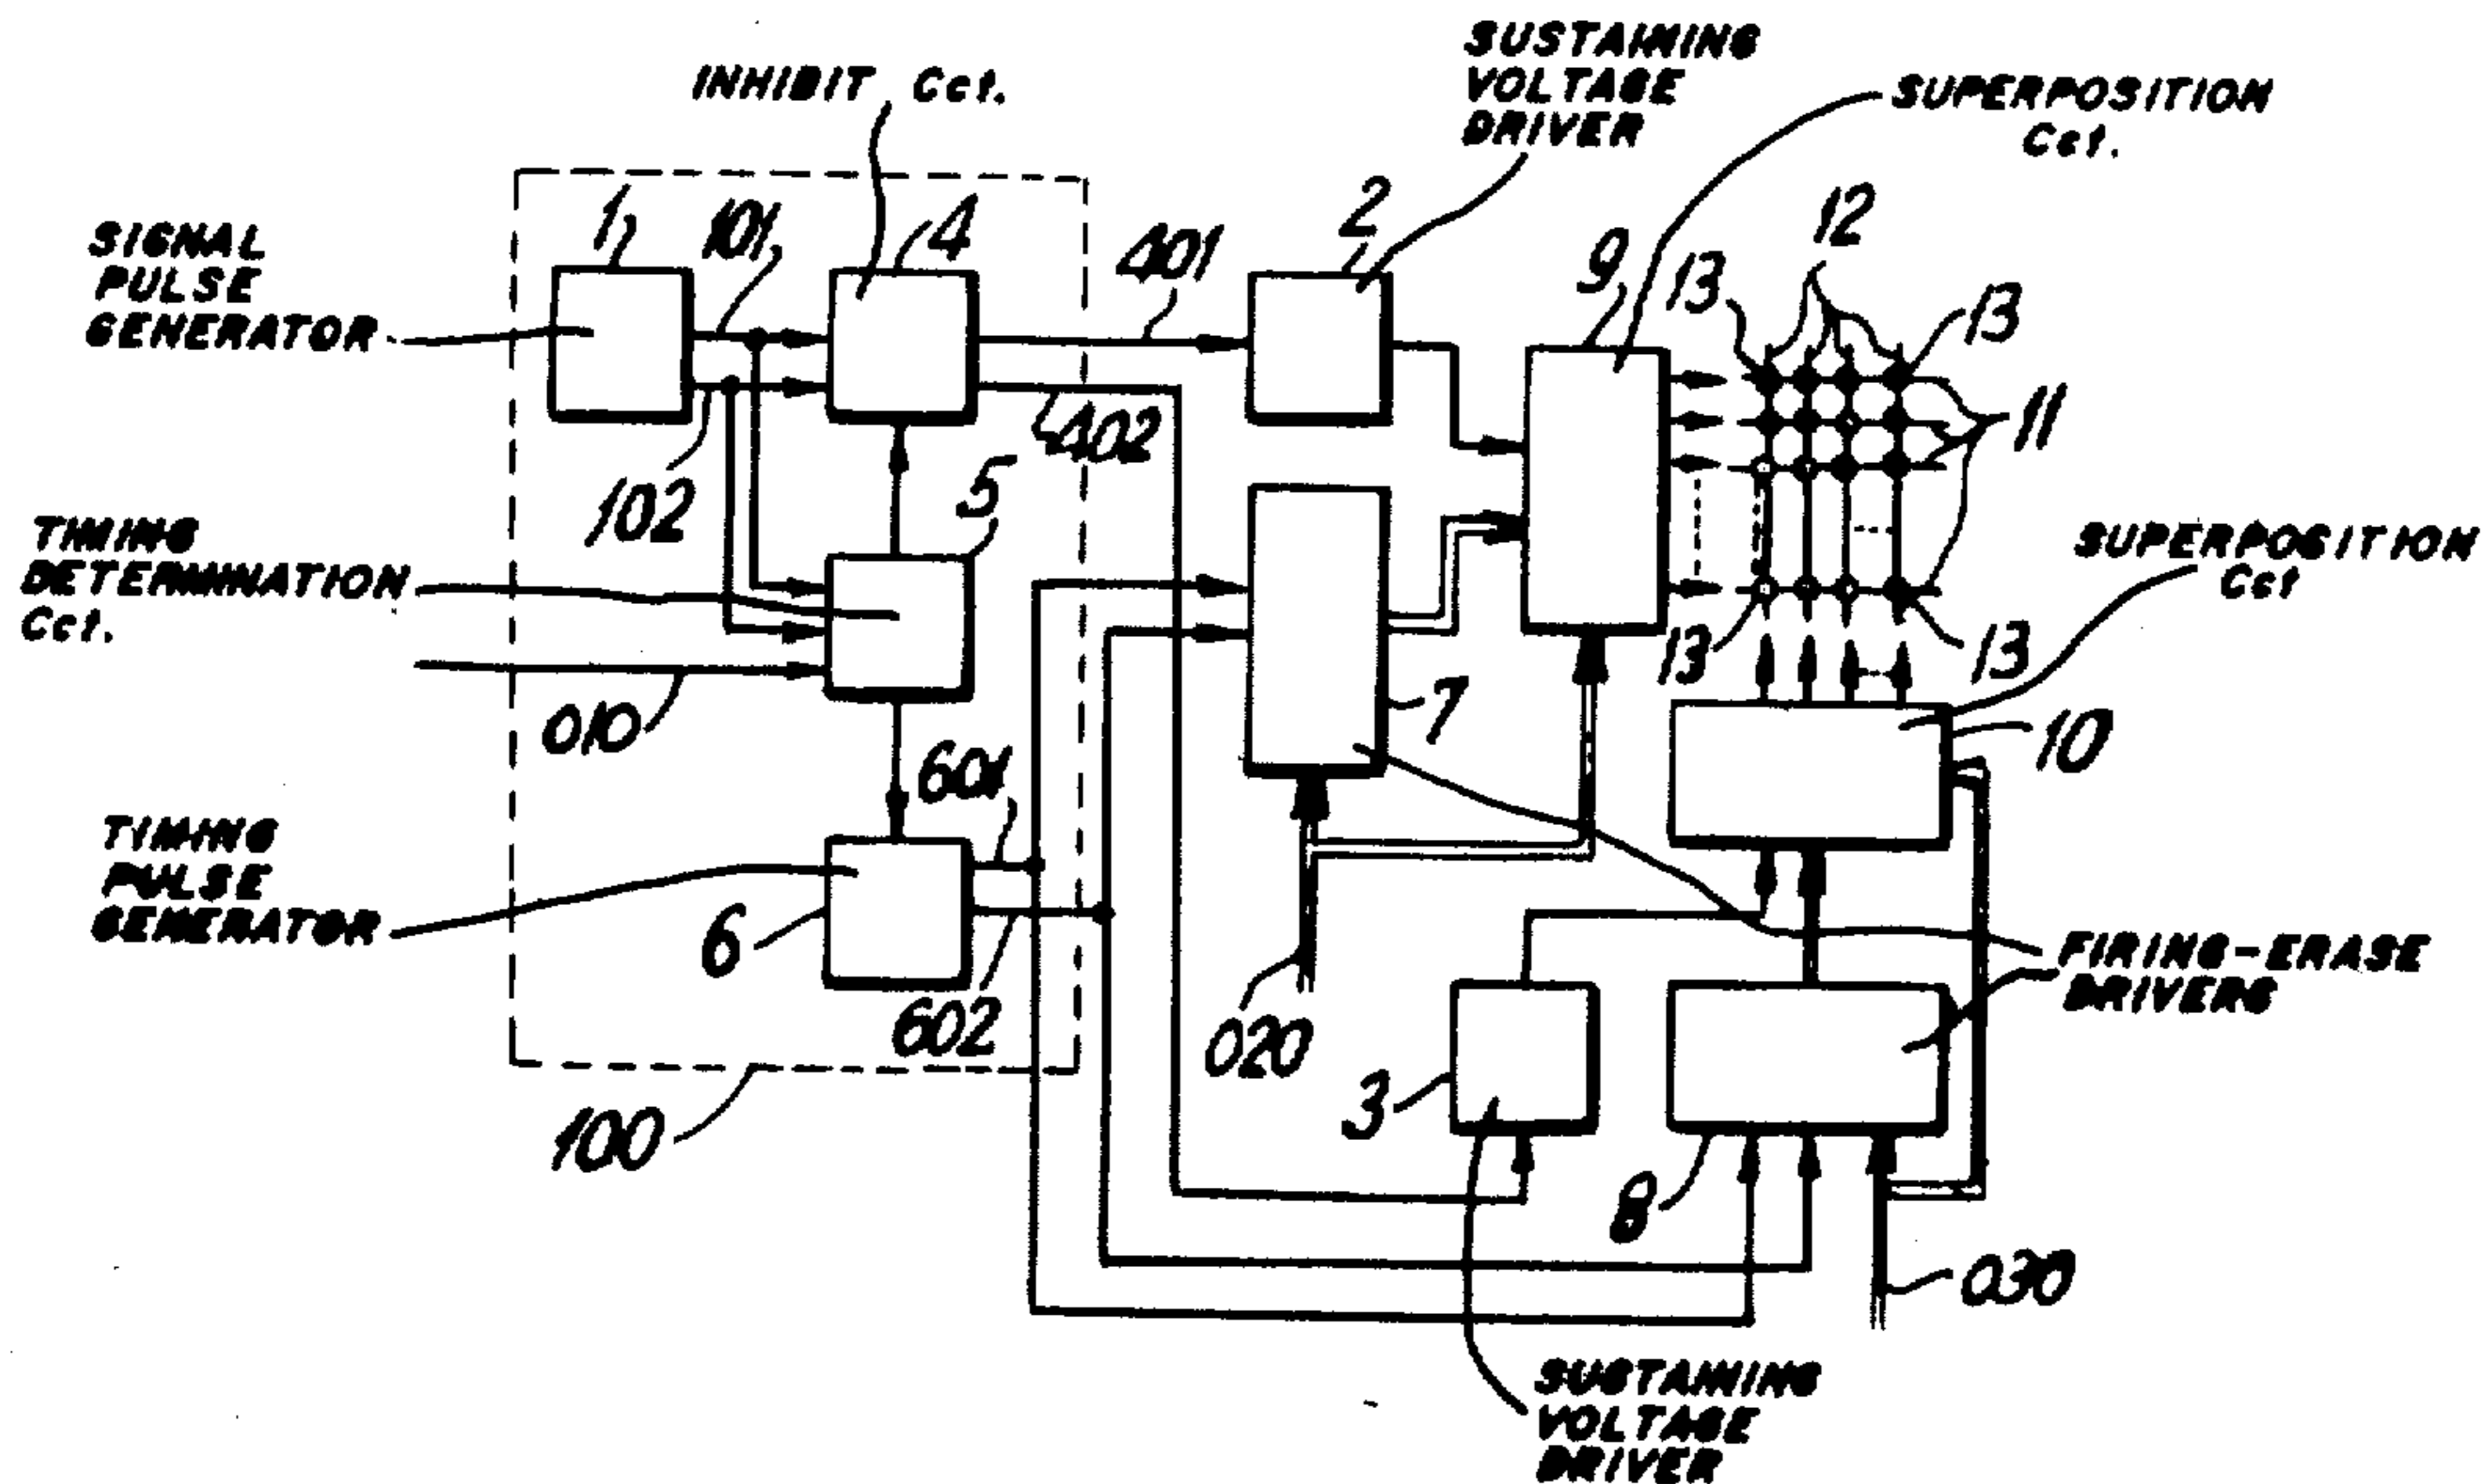 SUSTAINING
VOLTAGE
DRIVER
INHIBIT Cct.
SUPERPOSITION
Cct.
SIGNAL
PULSE
GENERATOR
1
101
4
401
2
9
13
12
13
11
102
402
5
TIMING
DETERMINATION
Cct.
SUPERPOSITION
Cct
13
13
7
010
10
601
TIMING
PULSE
GENERATOR
6
602
020
FIRING-ERASE
DRIVERS
3
100
8
030
SUSTAINING
VOLTAGE
DRIVER